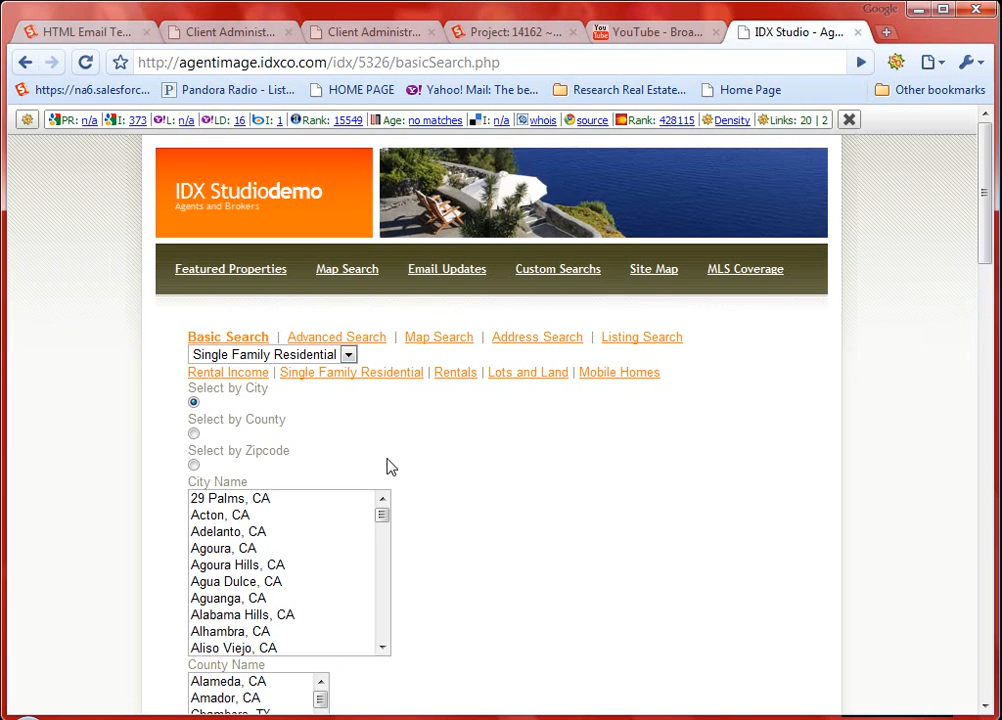 Google
HTML Email Te...
Client Administ...
Client Administr...
Project: 14162 ~...
You Tube YouTube - Broa...
IDX Studio - Ag...
http://agentimage.idxco.com/idx/5326/basicSearch.php
https://na6.salesforc...
Pandora Radio - List...
HOME PAGE
Yahoo! Mail: The be...
Research Real Estate...
Home Page
Other bookmarks
PR: n/a I: 373 L: n/a LD: 16 I: 1 Rank: 15549 Age: no matches I: n/a whois source Rank: 428115 Density Links: 20 | 2
IDX Studiodemo
Agents and Brokers
Featured Properties Map Search Email Updates Custom Searchs Site Map MLS Coverage
Basic Search | Advanced Search | Map Search | Address Search | Listing Search
Single Family Residential
Rental Income | Single Family Residential | Rentals | Lots and Land | Mobile Homes
Select by City
Select by County
Select by Zipcode
City Name
29 Palms, CA
Acton, CA
Adelanto, CA
Agoura, CA
Agoura Hills, CA
Agua Dulce, CA
Aguanga, CA
Alabama Hills, CA
Alhambra, CA
Aliso Viejo, CA
County Name
Alameda, CA
Amador, CA
Chambers, TX